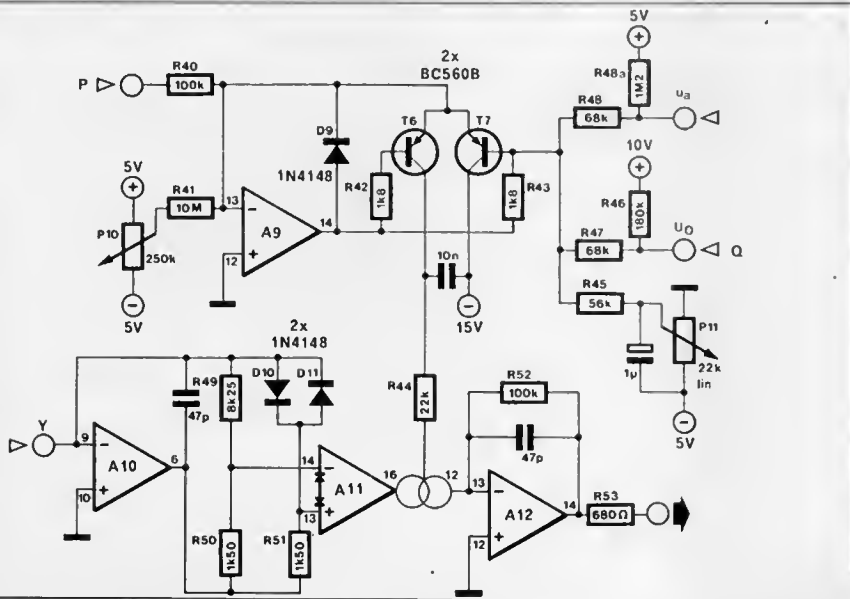 5V
2x
BC560B
R40
100k
P
R48a
1M2
ua
R48
68k
D9
1N4148
T6
T7
5V
R41
10M
P10
250k
5V
13
14
A9
12
R42
1k8
R43
1k8
10V
R46
180k
R47
68k
uO
Q
R45
56k
P11
22k
lin
1µ
5V
10n
15V
2x
1N4148
R49
8k25
47p
D10
D11
R44
22k
R52
100k
47p
Y
9
6
A10
10
14
A11
13
16
12
13
A12
14
12
R53
680Ω
R50
1k50
R51
1k50